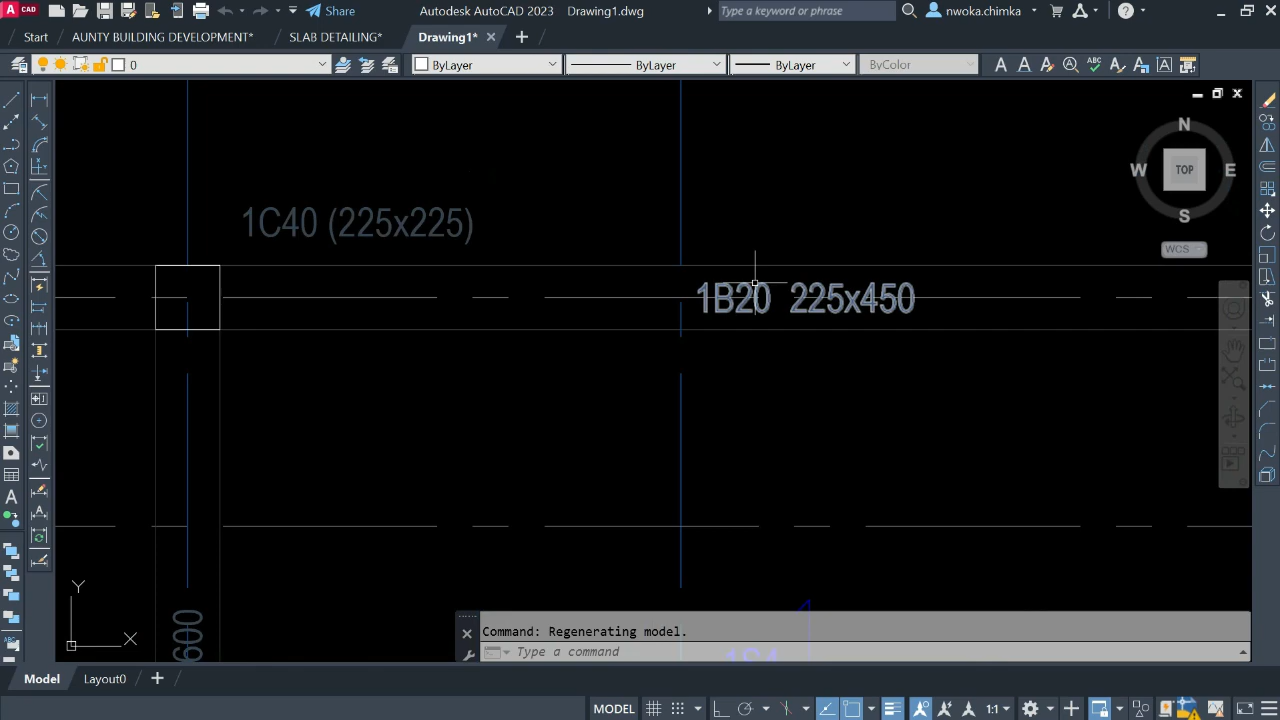 CAD
Share
Autodesk AutoCAD 2023 Drawing1.dwg
Type a keyword or phrase
nwoka.chimka
Start
AUNTY BUILDING DEVELOPMENT*
SLAB DETAILING*
Drawing1*
0
ByLayer
ByLayer
ByLayer
ByColor
N
W
TOP
E
S
WCS
1C40 (225x225)
1B20 225x450
Y
X
600
Command: Regenerating model.
Type a command
1S4
Model
Layout0
MODEL
1:1